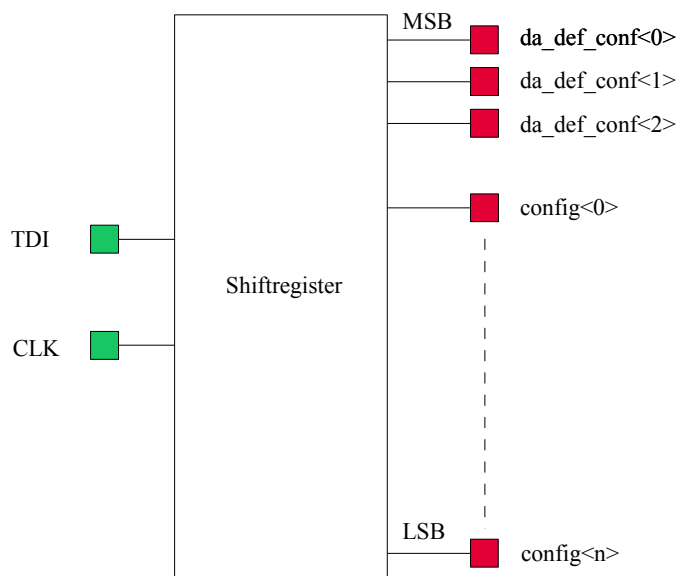 MSB
da_def_conf<0>
da_def_conf<1>
da_def_conf<2>
config<0>
TDI
Shiftregister
CLK
LSB
config<n>